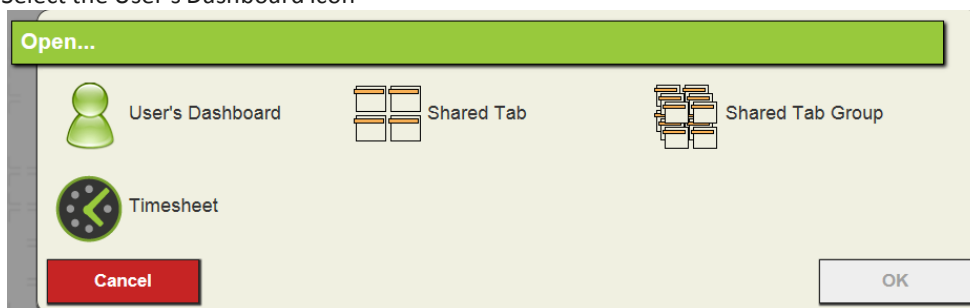 Select the User's Dashboard icon
Open...
User's Dashboard
Shared Tab
Shared Tab Group
Timesheet
Cancel
OK